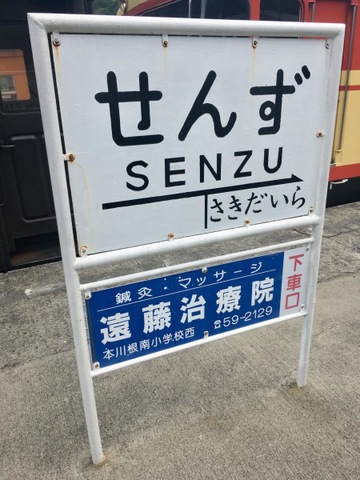 せんず
SENZU
さきだいら
鍼灸・マッサージ
遠藤治療院
本川根南小学校西 ☎59-2129
下車口